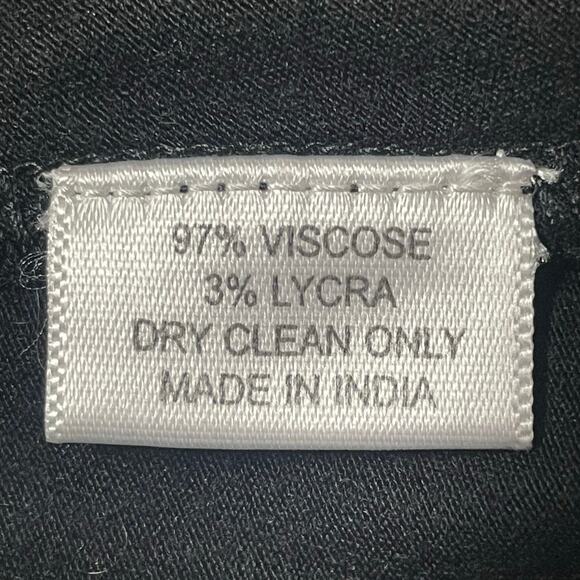 97% VISCOSE
3% LYCRA
DRY CLEAN ONLY
MADE IN INDIA